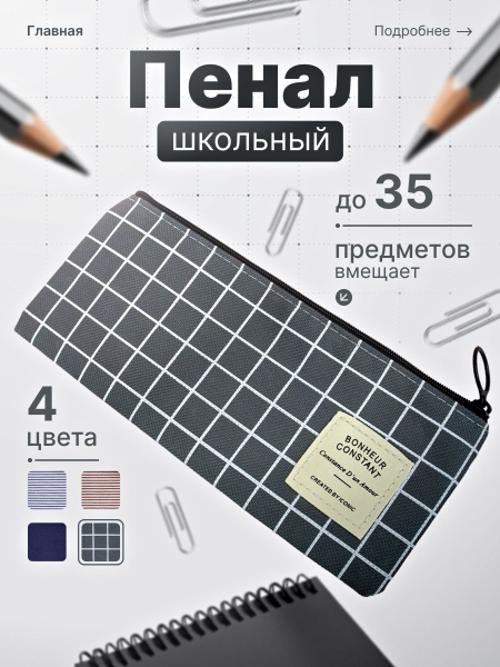 Главная
Подробнее →
Пенал
школьный
до 35
предметов
вмещает
4
цвета
BONHEUR
CONSTANT
Constance D'un Amour
CREATED BY ICONIC